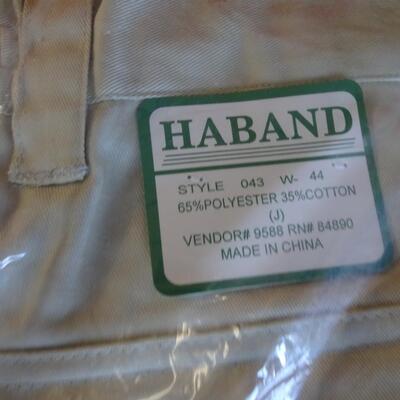 HABAND
STYLE 043 W- 44
65%POLYESTER 35%COTTON
(J)
VENDOR# 9588 RN# 84890
MADE IN CHINA